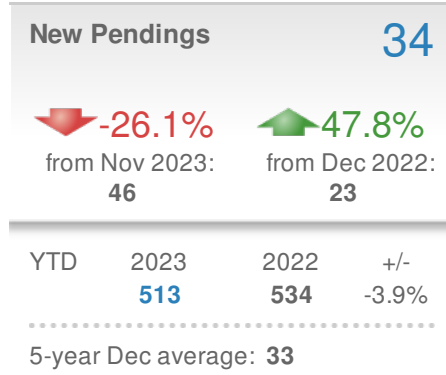 New Pendings 34
-26.1% 47.8%
from Nov 2023: from Dec 2022:
46 23
YTD 2023 2022 +/-
513 534 -3.9%
5-year Dec average: 33